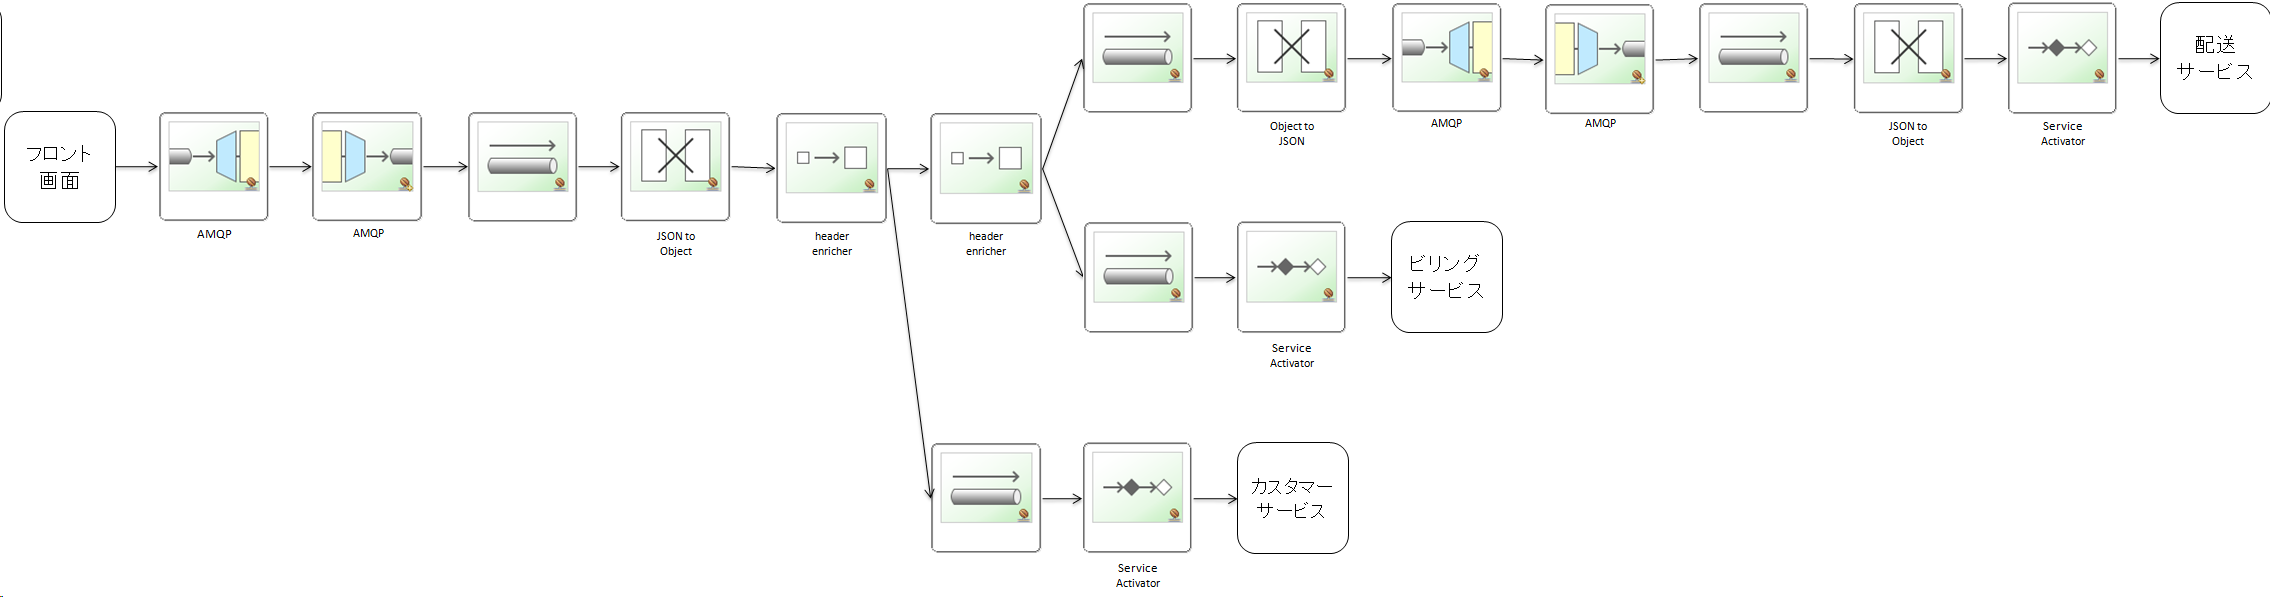 配送
サービス
Object to
JSON
AMQP
AMQP
JSON to
Object
Service
Activator
フロント
画面
AMQP
AMQP
JSON to
Object
header
enricher
header
enricher
ビリング
サービス
Service
Activator
カスタマー
サービス
Service
Activator